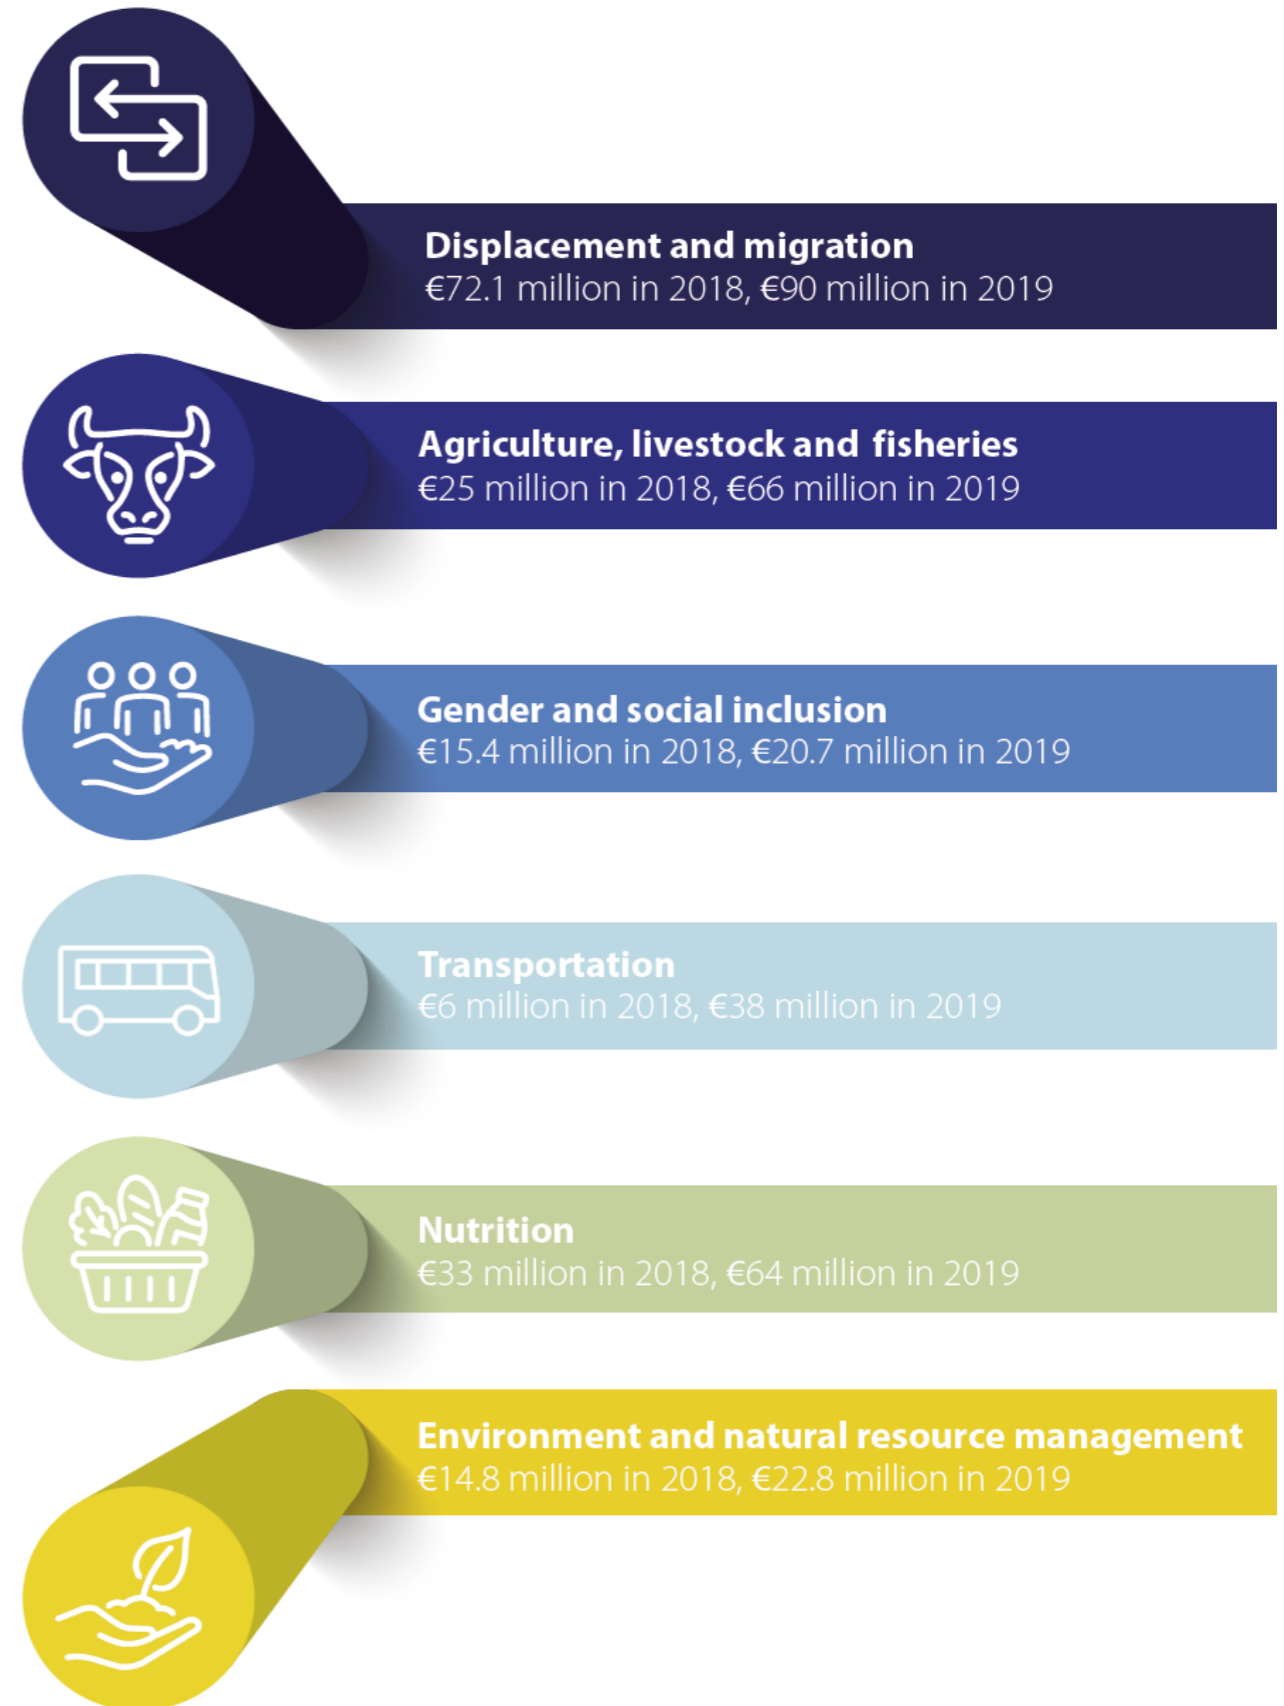 Displacement and migration
€72.1 million in 2018, €90 million in 2019
Agriculture, livestock and fisheries
€25 million in 2018, €66 million in 2019
Gender and social inclusion
€15.4 million in 2018, €20.7 million in 2019
Transportation
€6 million in 2018, €38 million in 2019
Nutrition
€33 million in 2018, €64 million in 2019
Environment and natural resource management
€14.8 million in 2018, €22.8 million in 2019